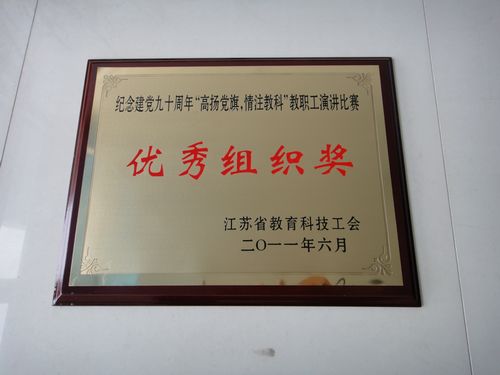 纪念建党九十周年“高扬党旗，情注教科”教职工演讲比赛
优秀组织奖
江苏省教育科技工会
二〇一一年六月